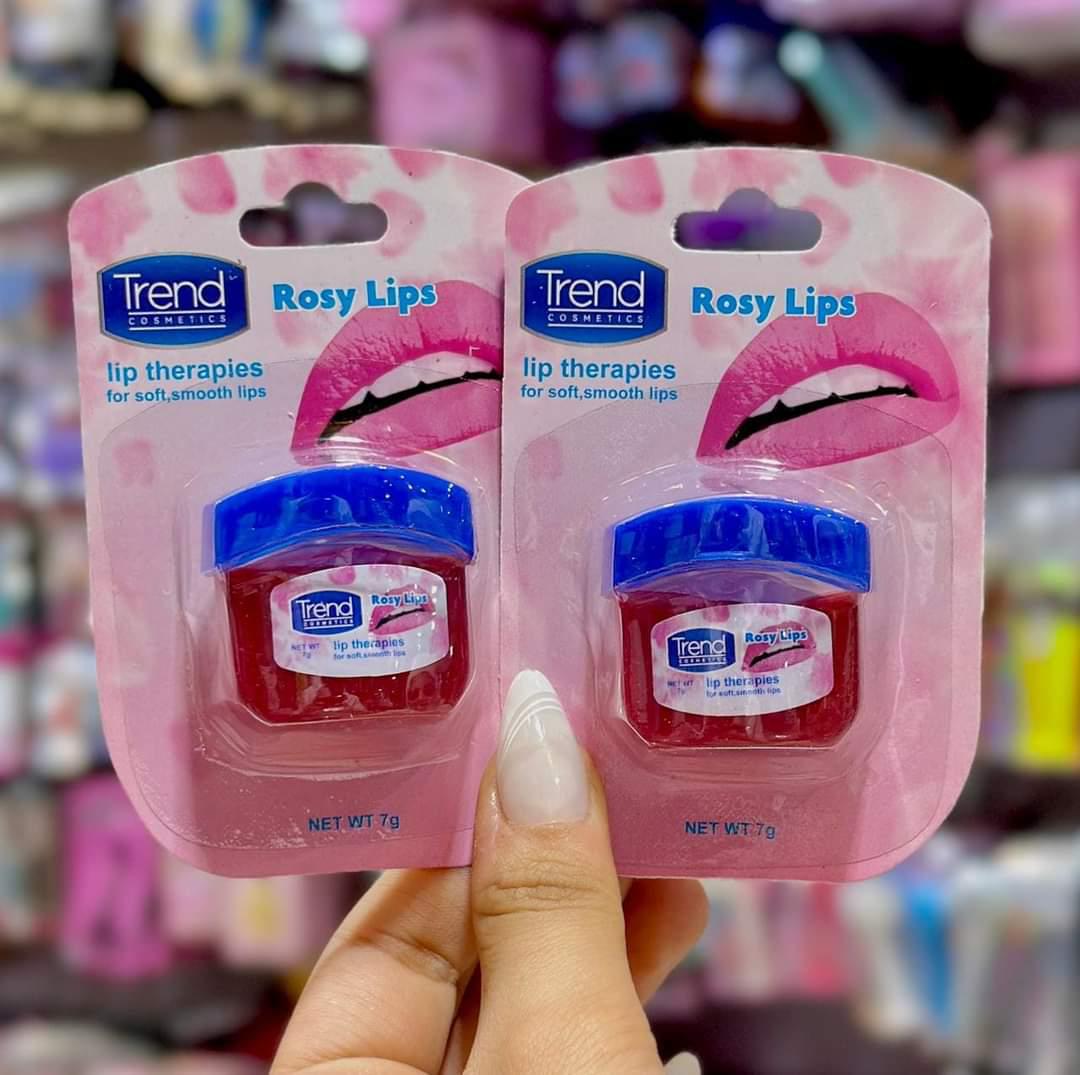 Trend
COSMETICS
Rosy Lips
lip therapies
for soft,smooth lips
Trend
COSMETICS
Rosy Lips
NET WT
7g
lip therapies
for soft,smooth lips
NET WT 7g
Trend
COSMETICS
Rosy Lips
lip therapies
for soft,smooth lips
Trend
COSMETICS
Rosy Lips
NET WT
7g
lip therapies
for soft,smooth lips
NET WT 7g